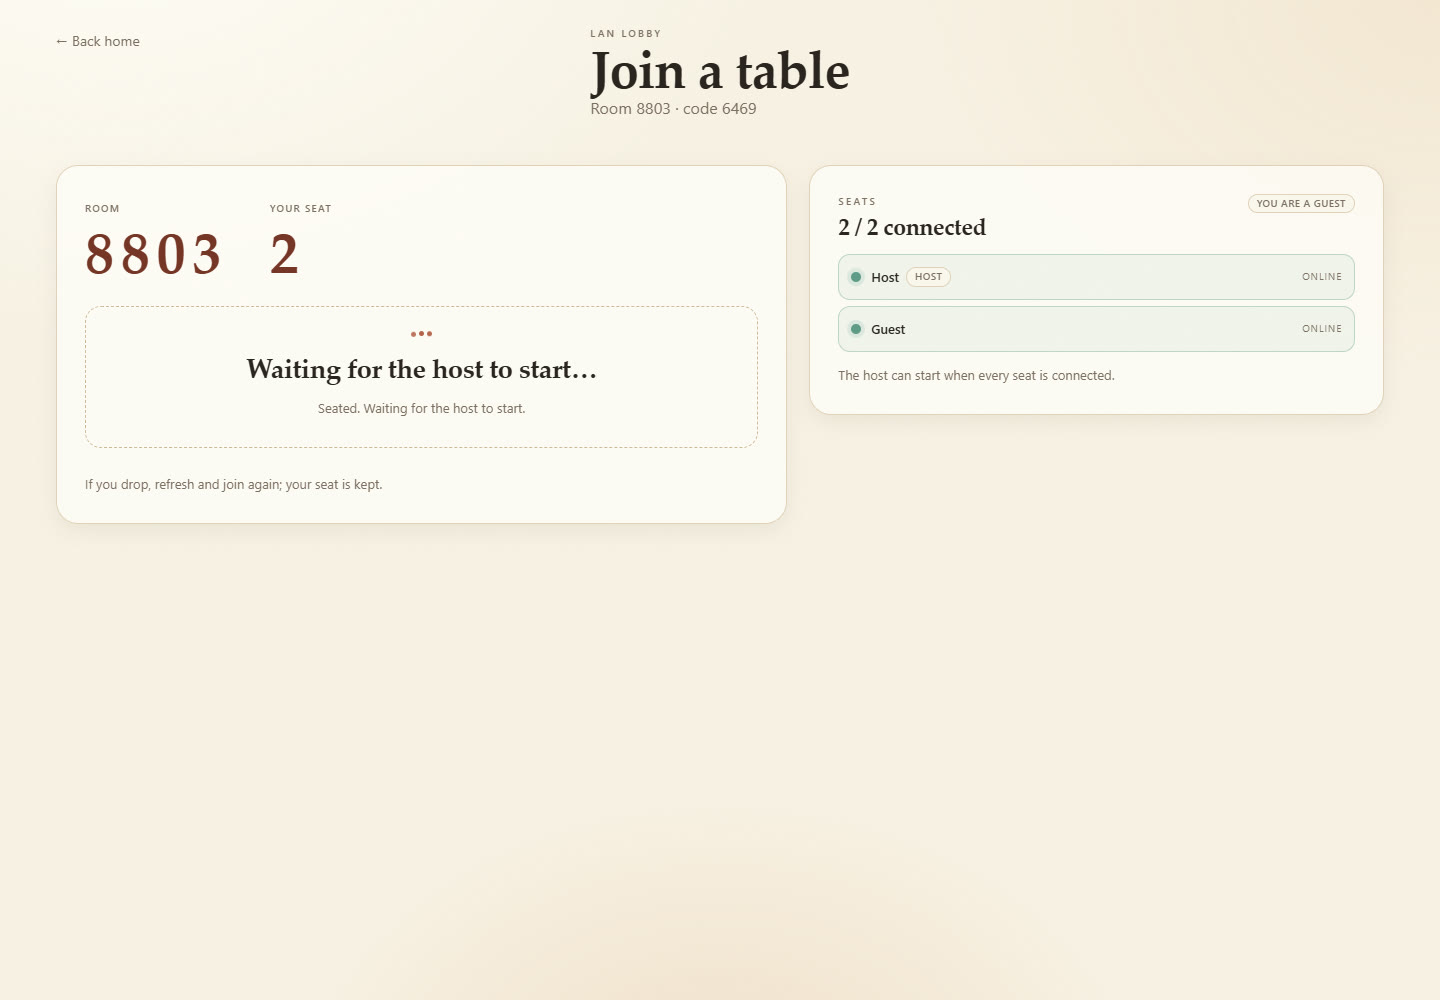 ← Back home
LAN LOBBY
Join a table
Room 8803 · code 6469
ROOM
8803
YOUR SEAT
2
Waiting for the host to start…
Seated. Waiting for the host to start.
If you drop, refresh and join again; your seat is kept.
SEATS
YOU ARE A GUEST
2 / 2 connected
Host HOST ONLINE
Guest ONLINE
The host can start when every seat is connected.